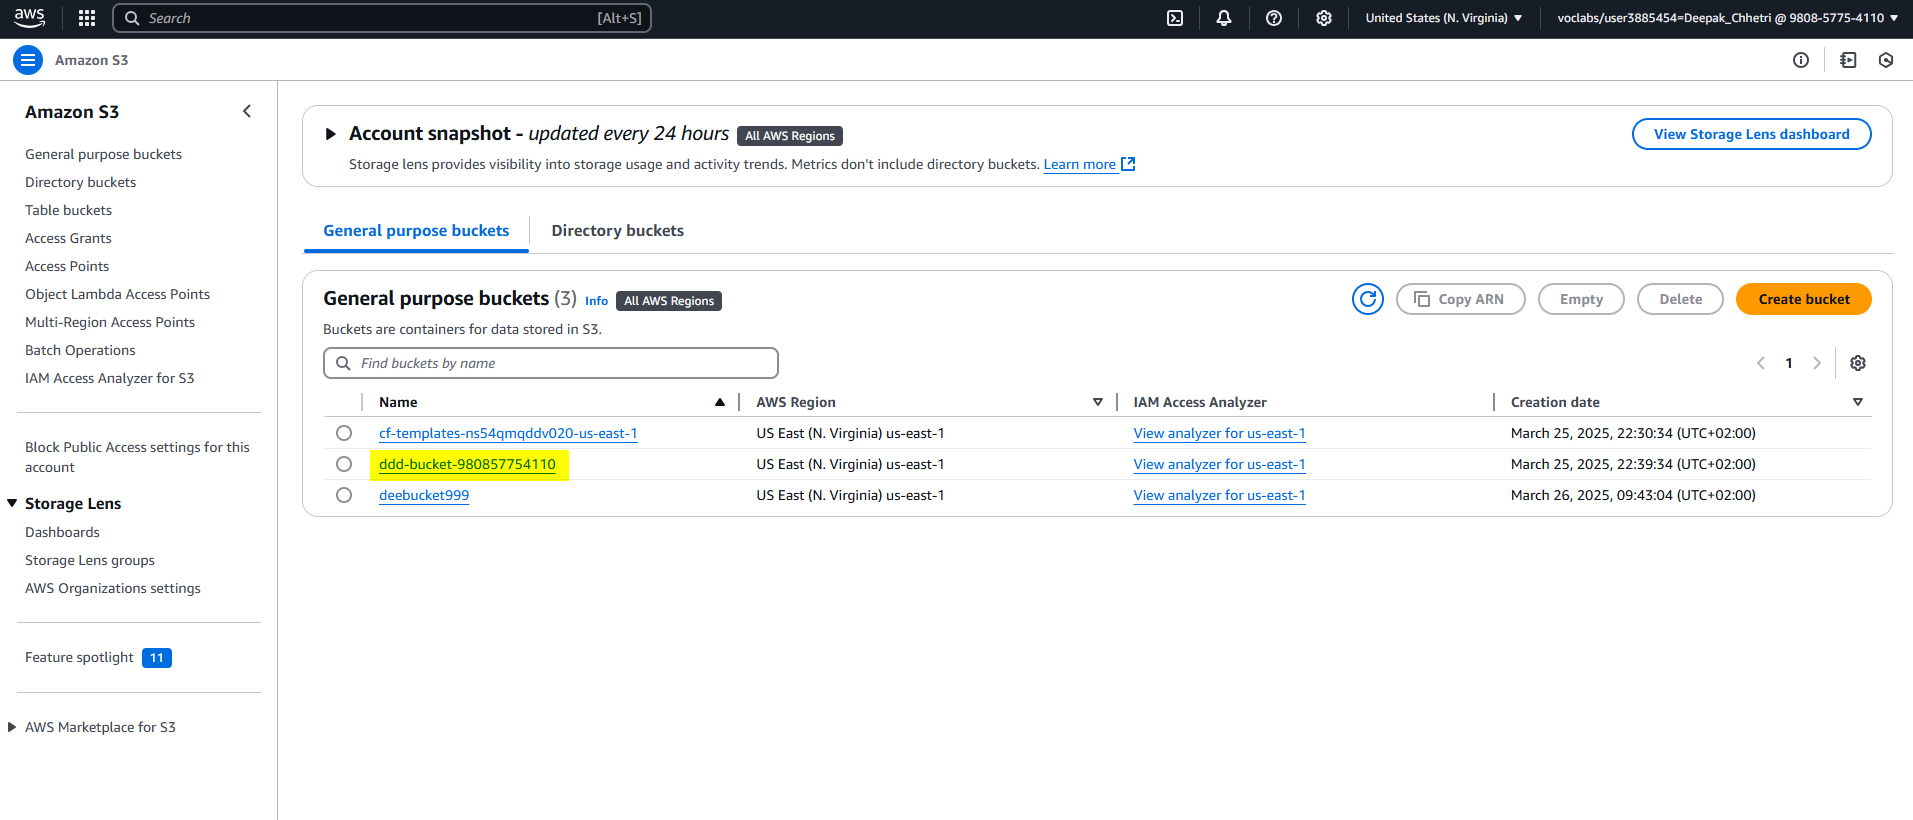 aws Search [Alt+S] United States (N. Virginia) voclabs/user3885454=Deepak_Chhetri @ 9808-5775-4110
Amazon S3
Amazon S3
General purpose buckets
Directory buckets
Table buckets
Access Grants
Access Points
Object Lambda Access Points
Multi-Region Access Points
Batch Operations
IAM Access Analyzer for S3
Block Public Access settings for this
account
Storage Lens
Dashboards
Storage Lens groups
AWS Organizations settings
Feature spotlight 11
AWS Marketplace for S3
Account snapshot - updated every 24 hours All AWS Regions View Storage Lens dashboard
Storage lens provides visibility into storage usage and activity trends. Metrics don't include directory buckets. Learn more
General purpose buckets Directory buckets
General purpose buckets (3) Info All AWS Regions Copy ARN Empty Delete Create bucket
Buckets are containers for data stored in S3.
Find buckets by name 1
Name AWS Region IAM Access Analyzer Creation date
cf-templates-ns54qmqddv020-us-east-1 US East (N. Virginia) us-east-1 View analyzer for us-east-1 March 25, 2025, 22:30:34 (UTC+02:00)
ddd-bucket-980857754110 US East (N. Virginia) us-east-1 View analyzer for us-east-1 March 25, 2025, 22:39:34 (UTC+02:00)
deebucket999 US East (N. Virginia) us-east-1 View analyzer for us-east-1 March 26, 2025, 09:43:04 (UTC+02:00)